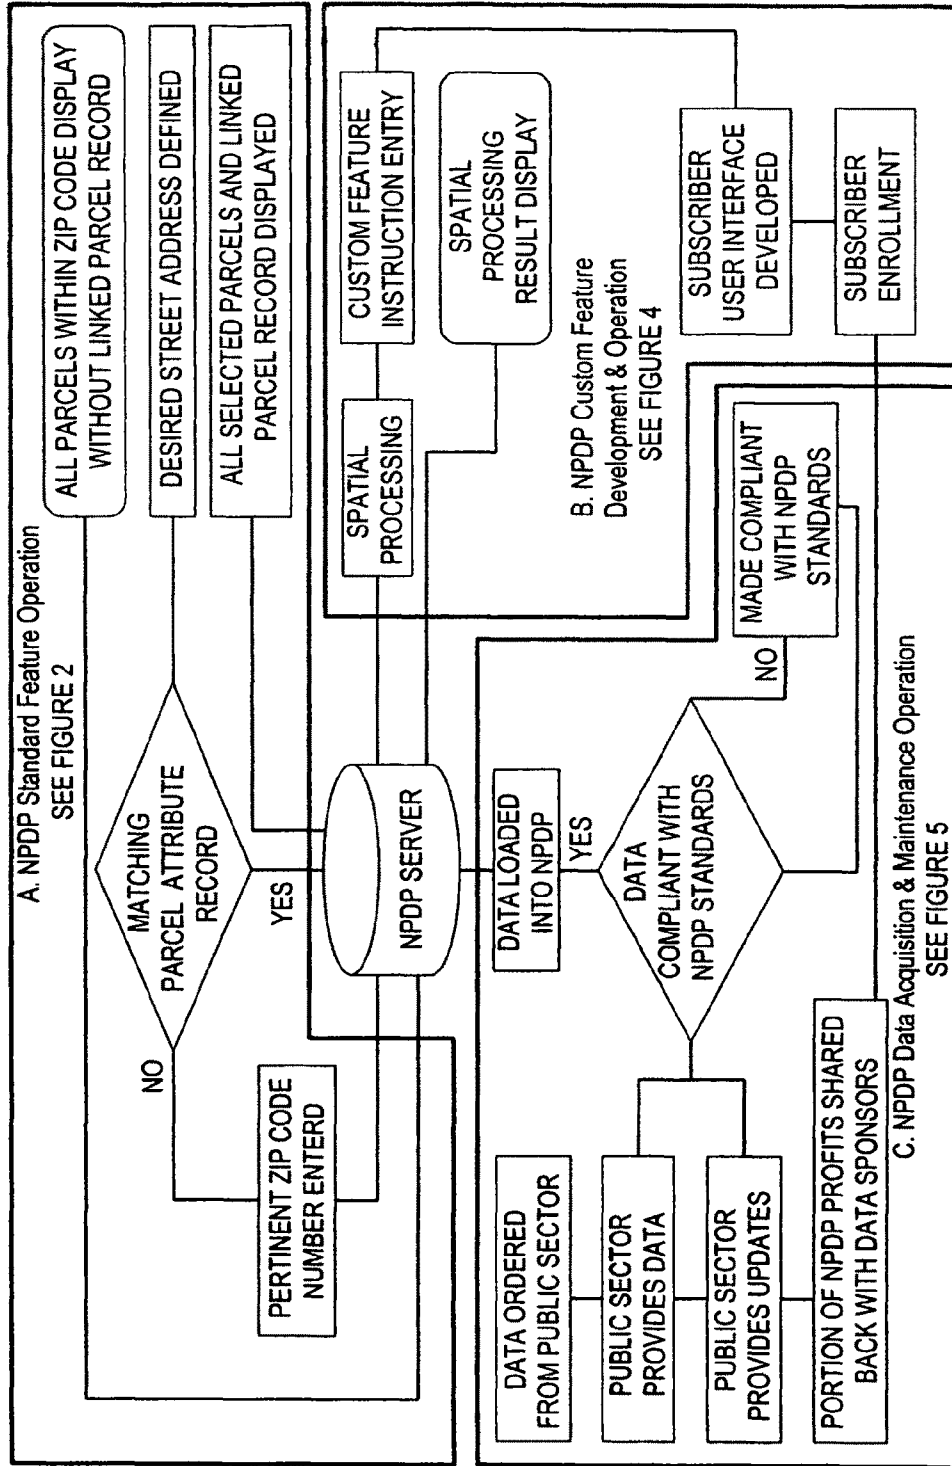 A. NPDP Standard Feature Operation
SEE FIGURE 2
ALL PARCELS WITHIN ZIP CODE DISPLAY
WITHOUT LINKED PARCEL RECORD
DESIRED STREET ADDRESS DEFINED
ALL SELECTED PARCELS AND LINKED
PARCEL RECORD DISPLAYED
MATCHING
PARCEL ATTRIBUTE
RECORD
NO
YES
PERTINENT ZIP CODE
NUMBER ENTERD
NPDP SERVER
SPATIAL
PROCESSING
CUSTOM FEATURE
INSTRUCTION ENTRY
SPATIAL
PROCESSING
RESULT DISPLAY
B. NPDP Custom Feature
Development & Operation
SEE FIGURE 4
SUBSCRIBER
USER INTERFACE
DEVELOPED
SUBSCRIBER
ENROLLMENT
DATA LOADED
INTO NPDP
YES
DATA
COMPLIANT WITH
NPDP STANDARDS
NO
MADE COMPLIANT
WITH NPDP
STANDARDS
DATA ORDERED
FROM PUBLIC SECTOR
PUBLIC SECTOR
PROVIDES DATA
PUBLIC SECTOR
PROVIDES UPDATES
PORTION OF NPDP PROFITS SHARED
BACK WITH DATA SPONSORS
C. NPDP Data Acquisition & Maintenance Operation
SEE FIGURE 5